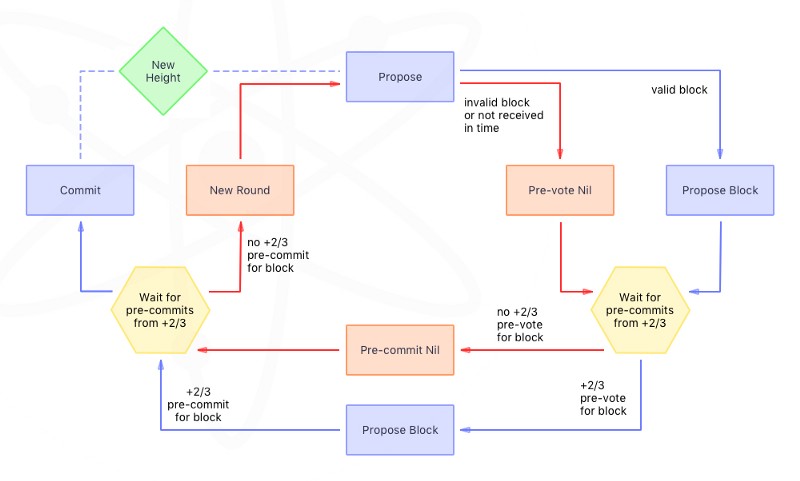 New
Height
Propose
invalid block
or not received
in time
valid block
Commit
New Round
Pre-vote Nil
Propose Block
no +2/3
pre-commit
for block
Wait for
pre-commits
from +2/3
Wait for
pre-commits
from +2/3
no +2/3
pre-vote
for block
Pre-commit Nil
+2/3
pre-commit
for block
+2/3
pre-vote
for block
Propose Block